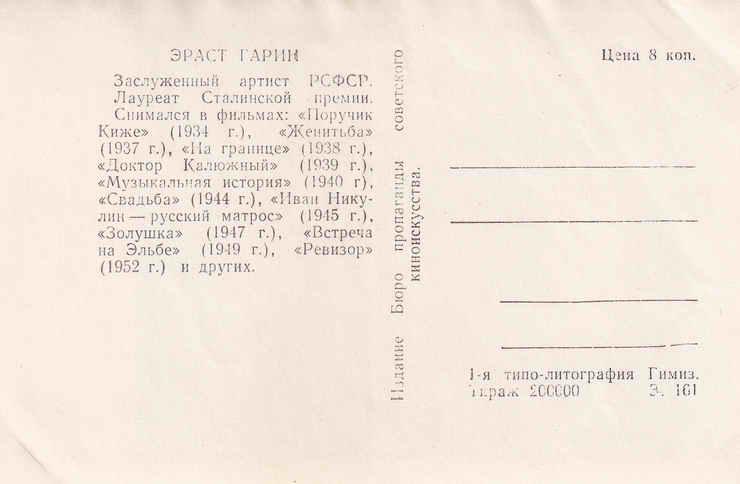 ЭРАСТ ГАРИН
Заслуженный артист РСФСР.
Лауреат Сталинской премии.
Снимался в фильмах: «Поручик
Киже» (1934 г.), «Женитьба»
(1937 г.), «На границе» (1938 г.),
«Доктор Калюжный» (1939 г.),
«Музыкальная история» (1940 г),
«Свадьба» (1944 г.), «Иван Нику-
лин — русский матрос» (1945 г.),
«Золушка» (1947 г.), «Встреча
на Эльбе» (1949 г.), «Ревизор»
(1952 г.) и других.
Издание Бюро пропаганды советского
киноискусства.
Цена 8 коп.
1-я типо-литография Гимиз.
Тираж 200000 Э. 161